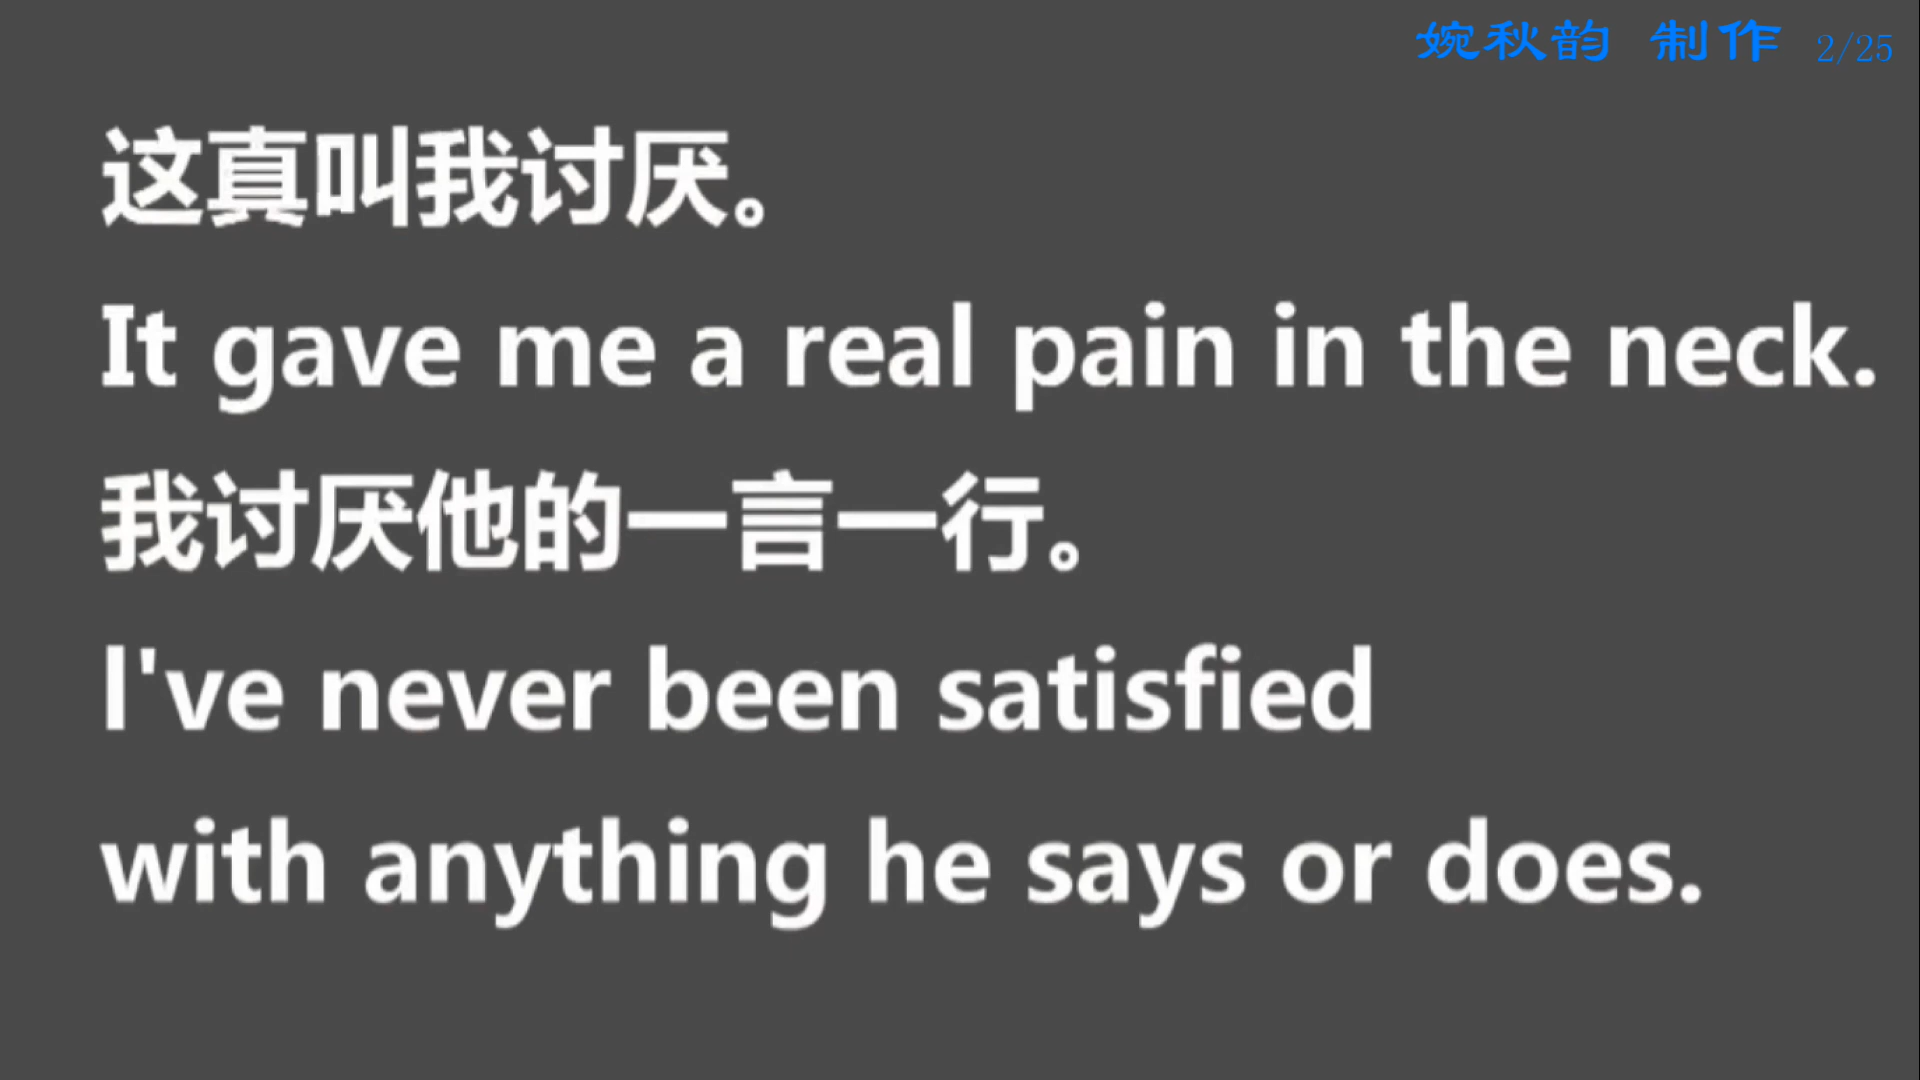 婉秋韵 制作 2/25
这真叫我讨厌。
It gave me a real pain in the neck.
我讨厌他的一言一行。
I've never been satisfied
with anything he says or does.